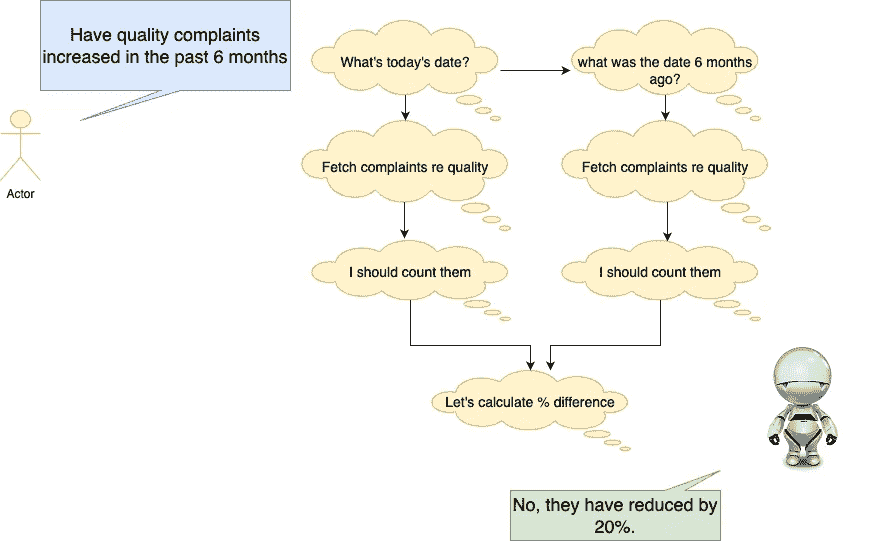 Have quality complaints
increased in the past 6 months
Actor
What's today's date?
what was the date 6 months
ago?
Fetch complaints re quality
Fetch complaints re quality
I should count them
I should count them
Let's calculate % difference
No, they have reduced by
20%.